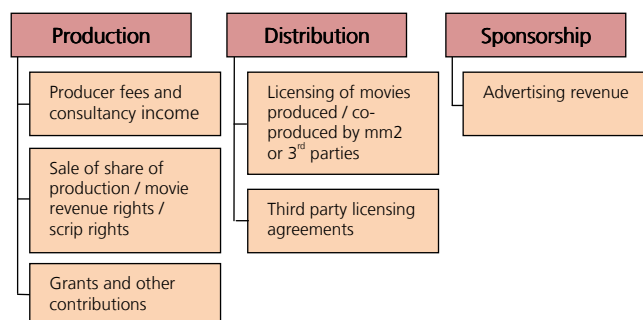 Production
Producer fees and
consultancy income
Sale of share of
production / movie
revenue rights /
scrip rights
Grants and other
contributions
Distribution
Licensing of movies
produced / co-
produced by mm2
or 3rd parties
Third party licensing
agreements
Sponsorship
Advertising revenue